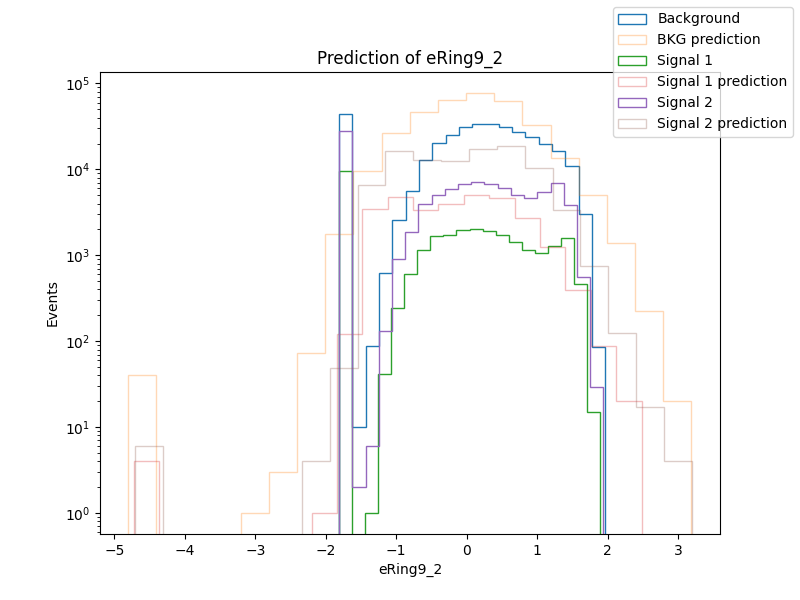 Prediction of eRing9_2
Background
BKG prediction
Signal 1
Signal 1 prediction
Signal 2
Signal 2 prediction
Events
10^5
10^4
10^3
10^2
10^1
10^0
−5 −4 −3 −2 −1 0 1 2 3
eRing9_2